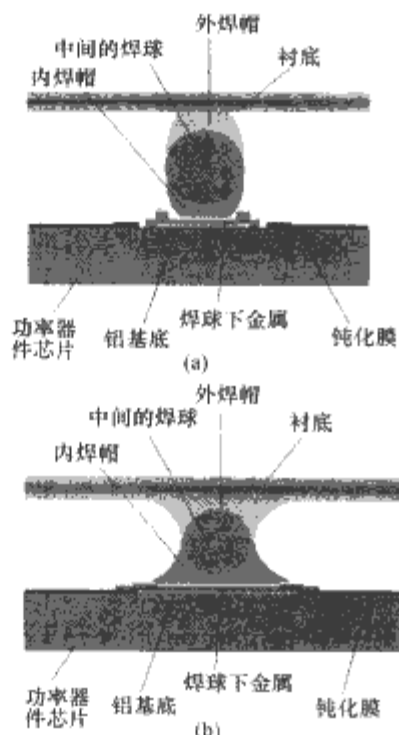 外焊帽
中间的焊球
衬底
内焊帽
功率器
件芯片
铝基底
焊球下金属
钝化膜
(a)
外焊帽
中间的焊球
衬底
内焊帽
功率器
件芯片
铝基底
焊球下金属
钝化膜
(b)